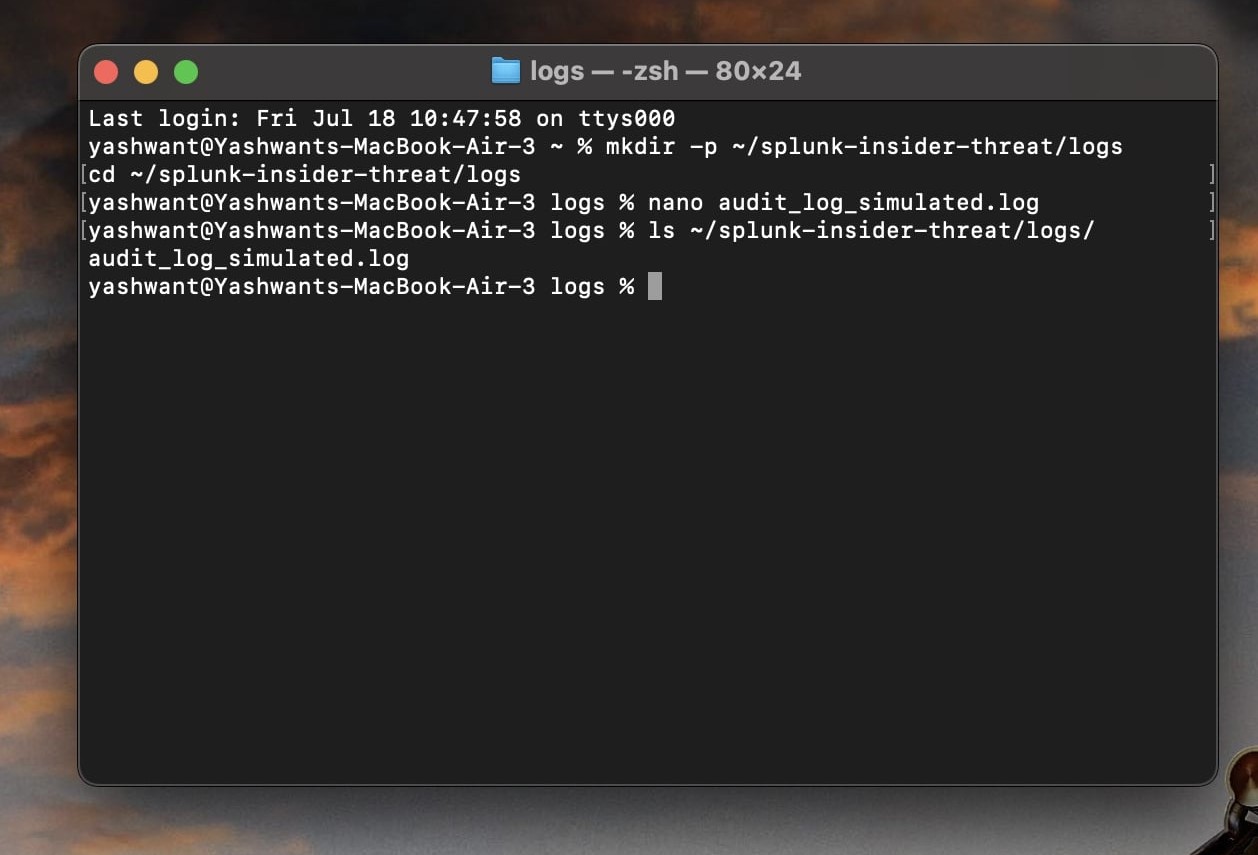 logs — -zsh — 80×24
Last login: Fri Jul 18 10:47:58 on ttys000
yashwant@Yashwants-MacBook-Air-3 ~ % mkdir -p ~/splunk-insider-threat/logs
[cd ~/splunk-insider-threat/logs ]
[yashwant@Yashwants-MacBook-Air-3 logs % nano audit_log_simulated.log ]
[yashwant@Yashwants-MacBook-Air-3 logs % ls ~/splunk-insider-threat/logs/ ]
audit_log_simulated.log
yashwant@Yashwants-MacBook-Air-3 logs %